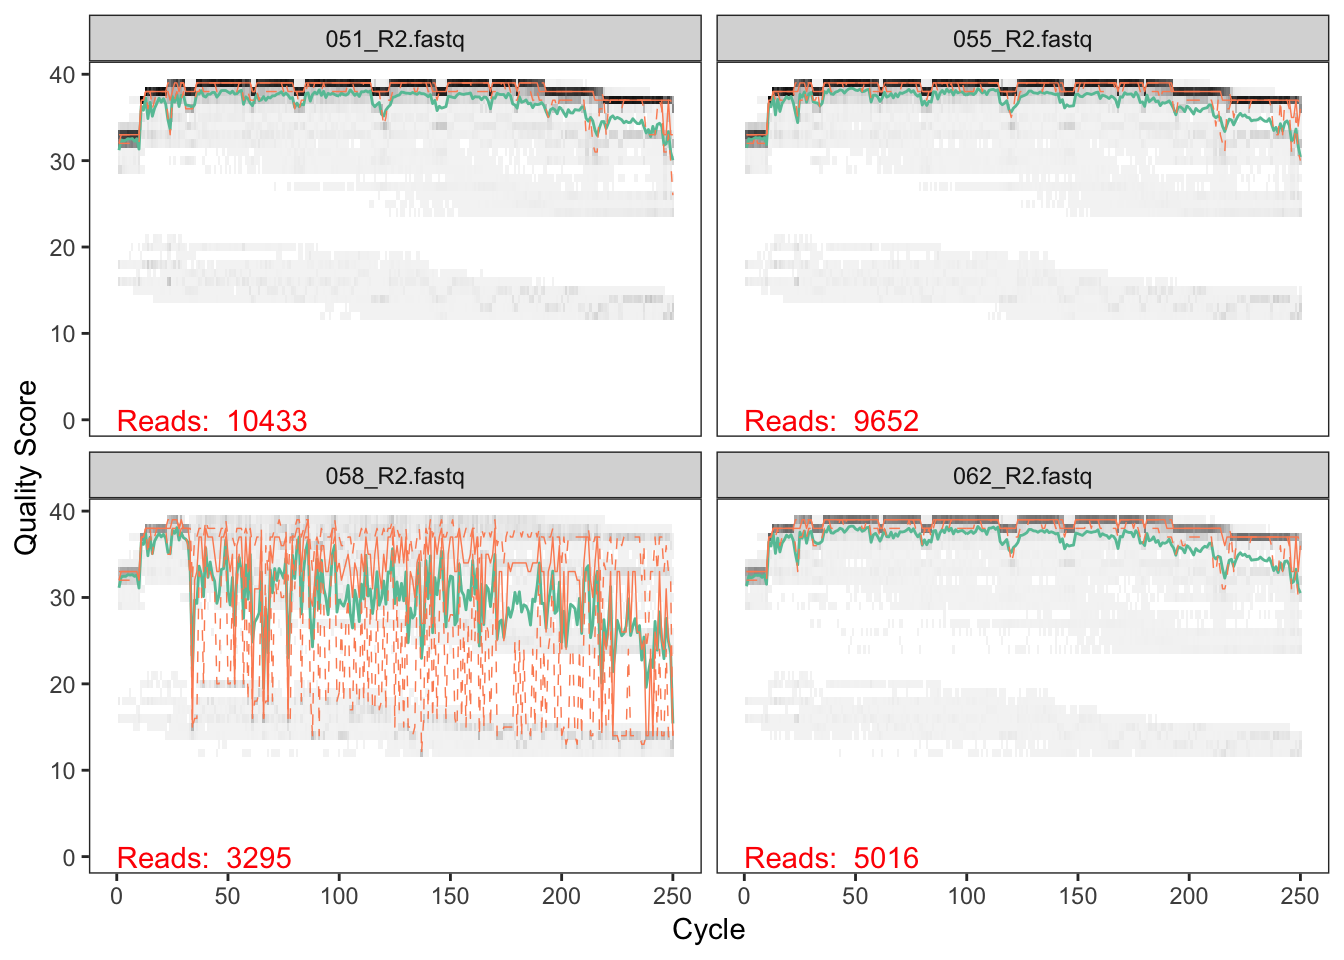 051_R2.fastq
055_R2.fastq
40
30
20
10
0
Reads:  10433
Reads:  9652
058_R2.fastq
062_R2.fastq
40
30
20
10
0
Reads:  3295
Reads:  5016
0 50 100 150 200 250
0 50 100 150 200 250
Cycle
Quality Score